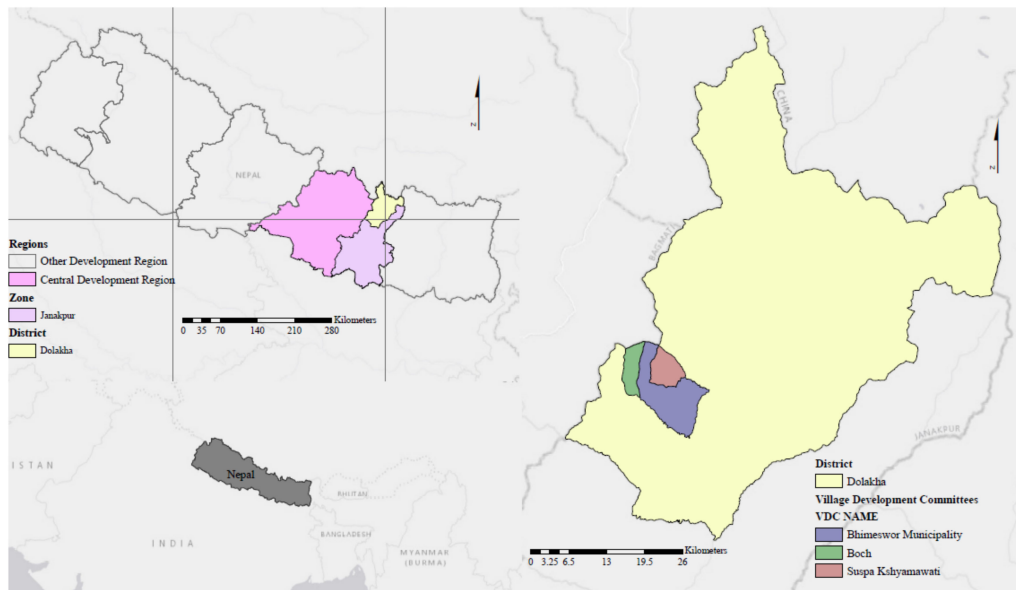 NEPAL
Regions
Other Development Region
Central Development Region
Zone
Janakpur
District
Dolakha
Kilometers
0 35 70 140 210 280
N
ISTAN
Nepal
BHUTAN
BANGLADESH
INDIA
MYANMAR
(BURMA)
CHINA
BAGMATI
N
JANAKPUR
District
Dolakha
Village Development Committees
VDC NAME
Bhimeswor Municipality
Boch
Suspa Kshyamawati
Kilometers
0 3.25 6.5 13 19.5 26